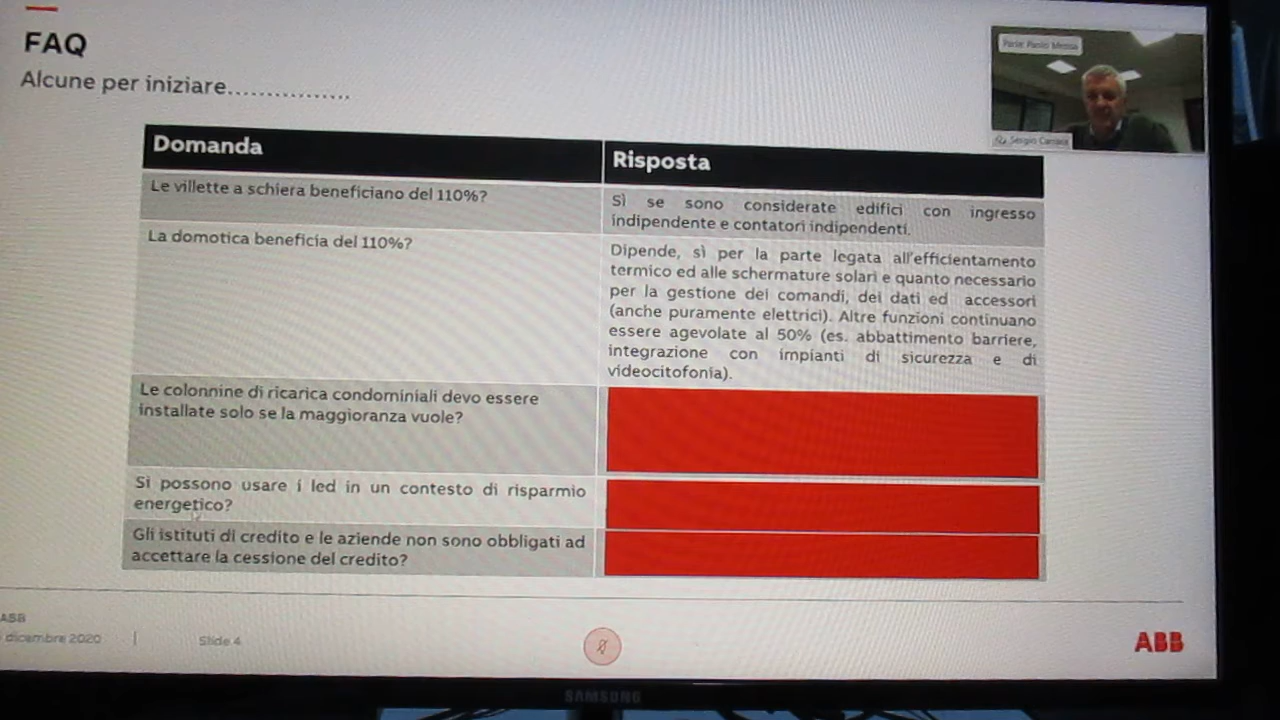 FAQ
Alcune per iniziare................
Domanda
Risposta
Le villette a schiera beneficiano del 110%?
Sì se sono considerate edifici con ingresso
indipendente e contatori indipendenti.
La domotica beneficia del 110%?
Dipende, sì per la parte legata all'efficientamento
termico ed alle schermature solari e quanto necessario
per la gestione dei comandi, dei dati ed accessori
(anche puramente elettrici). Altre funzioni continuano
essere agevolate al 50% (es. abbattimento barriere,
integrazione con impianti di sicurezza e di
videocitofonia).
Le colonnine di ricarica condominiali devo essere
installate solo se la maggioranza vuole?
Si possono usare i led in un contesto di risparmio
energetico?
Gli istituti di credito e le aziende non sono obbligati ad
accettare la cessione del credito?
Paolo
Sergio
ABB
dicembre 2020
Slide 4
ABB
SAMSUNG